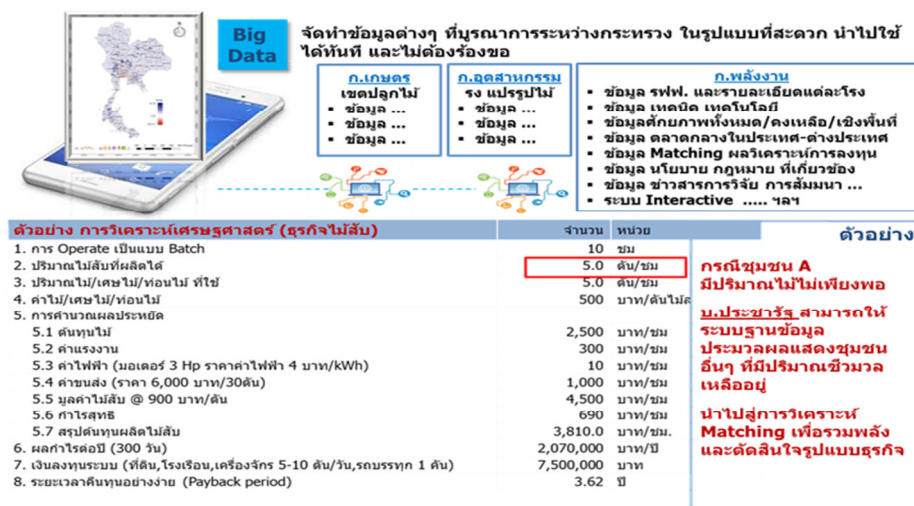 Big
Data
จัดทำข้อมูลต่างๆ ที่บูรณาการระหว่างกระทรวง ในรูปแบบที่สะดวก นำไปใช้
ได้ทันที และไม่ต้องร้องขอ
ก.เกษตร
เขตปลูกไม้
▪ ข้อมูล ...
▪ ข้อมูล ...
▪ ข้อมูล ...
ก.อุตสาหกรรม
รง แปรรูปไม้
▪ ข้อมูล ...
▪ ข้อมูล ...
▪ ข้อมูล ...
ก.พลังงาน
▪ ข้อมูล รฟฟ. และรายละเอียดแต่ละโรง
▪ ข้อมูล เทคนิค เทคโนโลยี
▪ ข้อมูลศักยภาพทั้งหมด/คงเหลือ/เชิงพื้นที่
▪ ข้อมูล ตลาดกลางในประเทศ-ต่างประเทศ
▪ ข้อมูล Matching ผลวิเคราะห์การลงทุน
▪ ข้อมูล นโยบาย กฎหมาย ที่เกี่ยวข้อง
▪ ข้อมูล ข่าวสารการวิจัย การสัมมนา ...
▪ ระบบ Interactive ..... ฯลฯ
ตัวอย่าง การวิเคราะห์เศรษฐศาสตร์ (ธุรกิจไม้สับ) จำนวน หน่วย
1. การ Operate เป็นแบบ Batch 10 ชม
2. ปริมาณไม้สับที่ผลิตได้ 5.0 ตัน/ชม
3. ปริมาณไม้/เศษไม้/ท่อนไม้ ที่ใช้ 5.0 ตัน/ชม
4. ค่าไม้/เศษไม้/ท่อนไม้ 500 บาท/ตันไม้ส
5. การคำนวณผลประหยัด
5.1 ต้นทุนไม้ 2,500 บาท/ชม
5.2 ค่าแรงงาน 300 บาท/ชม
5.3 ค่าไฟฟ้า (มอเตอร์ 3 Hp ราคาค่าไฟฟ้า 4 บาท/kWh) 10 บาท/ชม
5.4 ค่าขนส่ง (ราคา 6,000 บาท/30ตัน) 1,000 บาท/ชม
5.5 มูลค่าไม้สับ @ 900 บาท/ตัน 4,500 บาท/ชม
5.6 กำไรสุทธิ 690 บาท/ชม
5.7 สรุปต้นทุนผลิตไม้สับ 3,810.0 บาท/ชม.
6. ผลกำไรต่อปี (300 วัน) 2,070,000 บาท/ปี
7. เงินลงทุนระบบ (ที่ดิน,โรงเรือน,เครื่องจักร 5-10 ตัน/วัน,รถบรรทุก 1 คัน) 7,500,000 บาท
8. ระยะเวลาคืนทุนอย่างง่าย (Payback period) 3.62 ปี
ตัวอย่าง
กรณีชุมชน A
มีปริมาณไม้ไม่เพียงพอ
บ.ประชารัฐ สามารถให้
ระบบฐานข้อมูล
ประมวลผลแสดงชุมชน
อื่นๆ ที่มีปริมาณชีวมวล
เหลืออยู่
นำไปสู่การวิเคราะห์
Matching เพื่อรวมพลัง
และตัดสินใจรูปแบบธุรกิจ